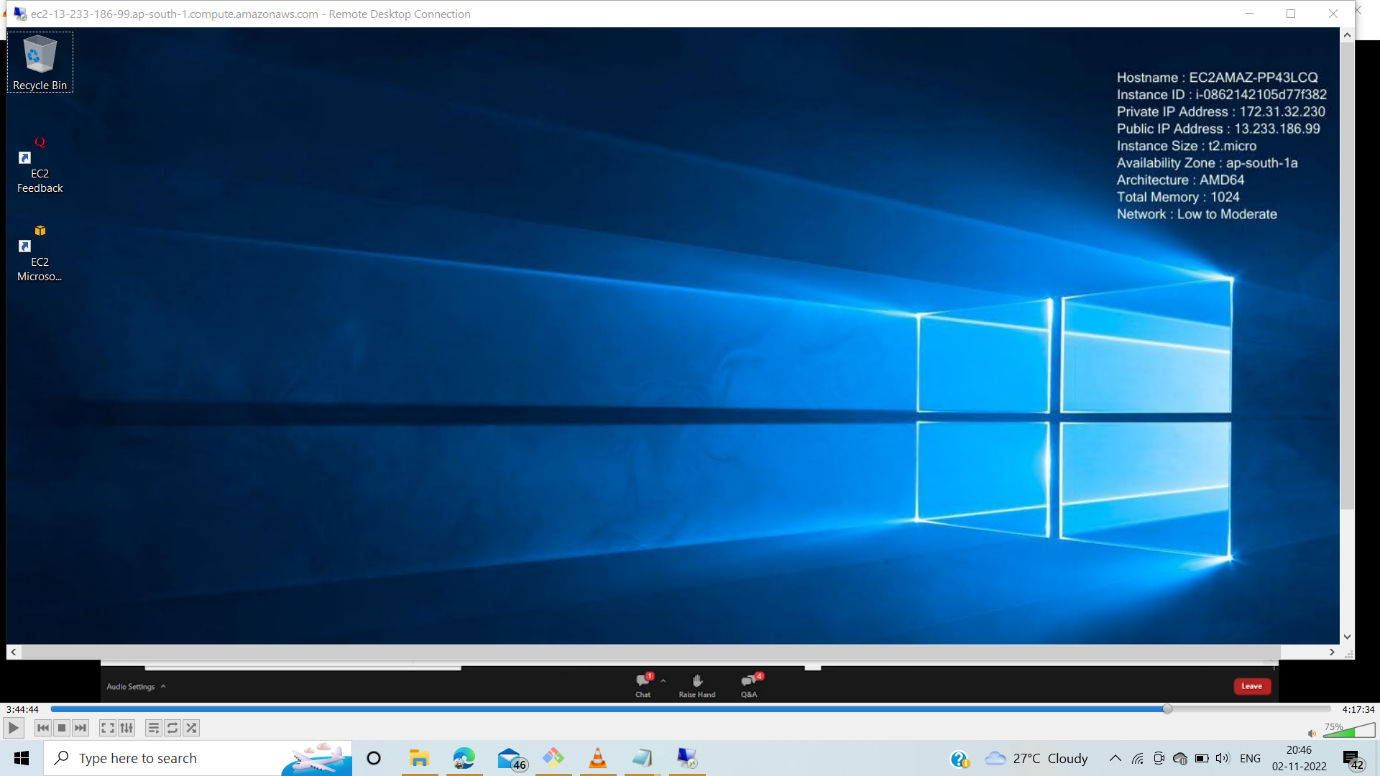 ec2-13-233-186-99.ap-south-1.compute.amazonaws.com - Remote Desktop Connection
Recycle Bin
EC2
Feedback
EC2
Microso...
Hostname : EC2AMAZ-PP43LCQ
Instance ID : i-0862142105d77f382
Private IP Address : 172.31.32.230
Public IP Address : 13.233.186.99
Instance Size : t2.micro
Availability Zone : ap-south-1a
Architecture : AMD64
Total Memory : 1024
Network : Low to Moderate
Audio Settings
1
Chat
Raise Hand
4
Q&A
Leave
3:44:44
4:17:34
75%
Type here to search
46
27°C Cloudy
ENG
20:46
02-11-2022
42